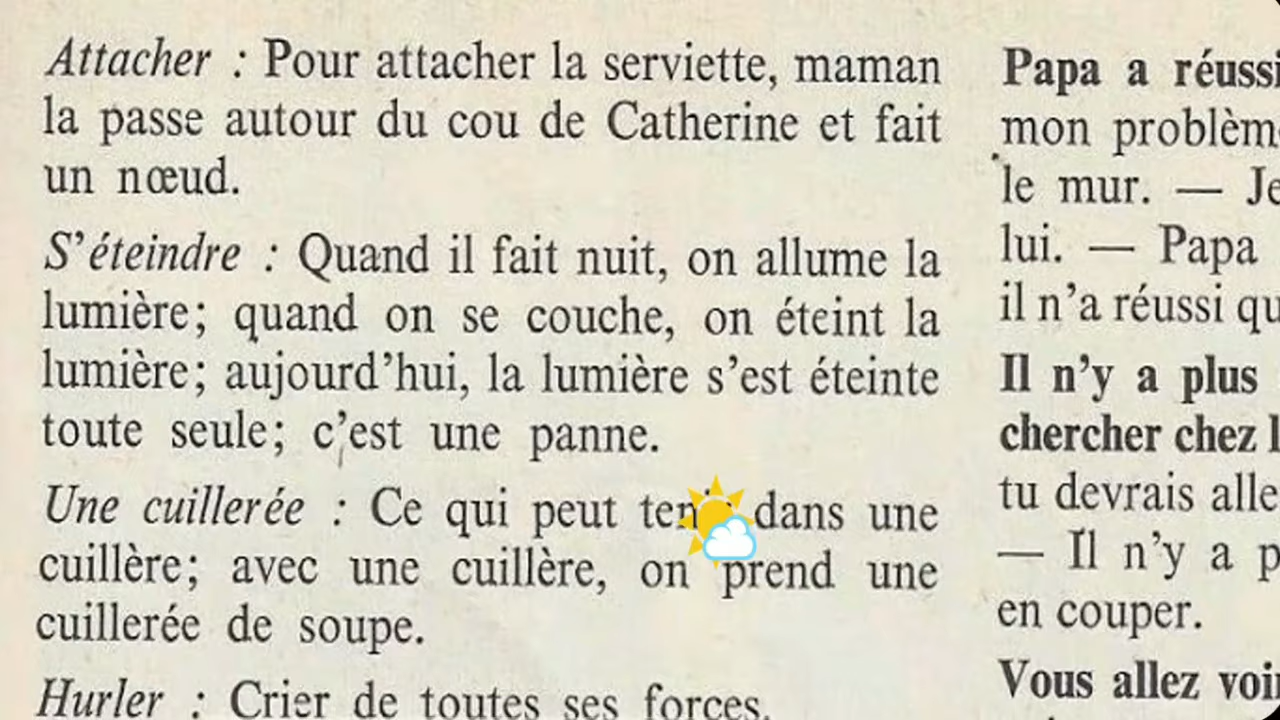 Attacher : Pour attacher la serviette, maman
la passe autour du cou de Catherine et fait
un nœud.
S'éteindre : Quand il fait nuit, on allume la
lumière; quand on se couche, on éteint la
lumière; aujourd'hui, la lumière s'est éteinte
toute seule; c'est une panne.
Une cuillerée : Ce qui peut dans une
cuillère; avec une cuillère, on prend une
cuillerée de soupe.
Hurler : Crier de toutes ses forces.
Papa a réussi
mon
le mur. — Je
lui. — Papa
il n'a réussi
Il n'y a plus
chercher chez
tu devrais
— Il n'y a
en couper.
Vous allez